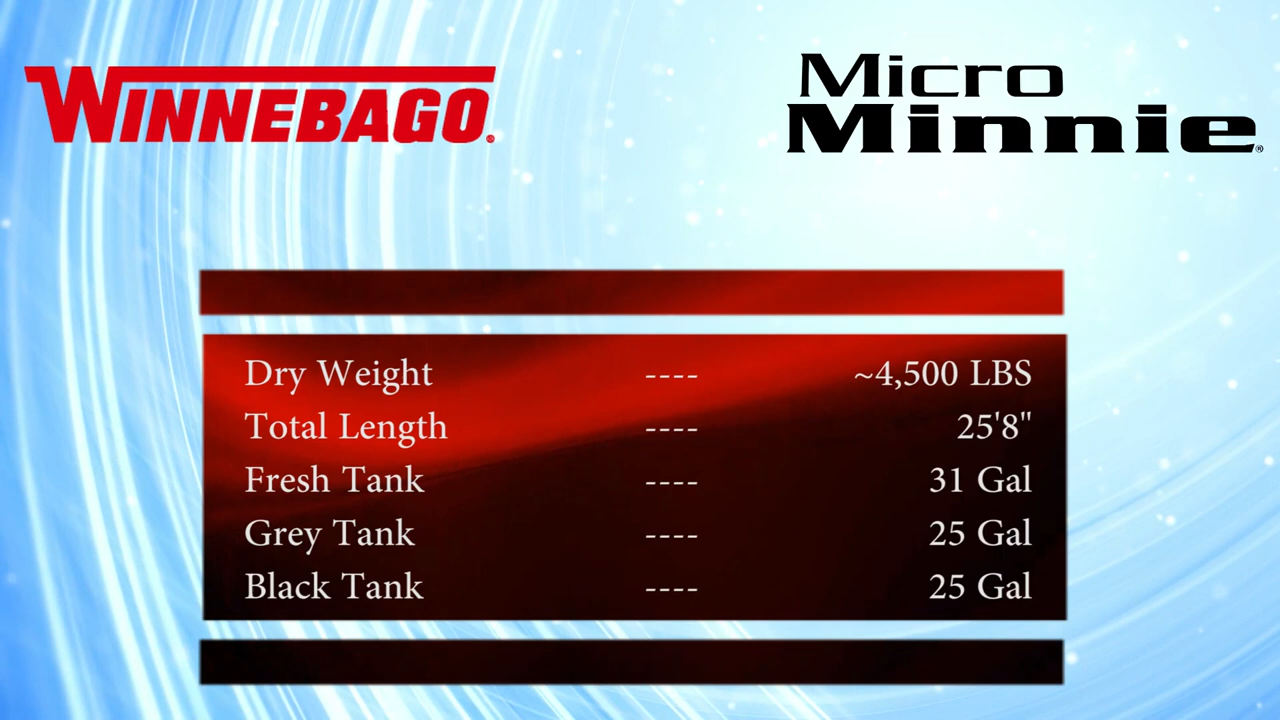 WINNEBAGO®
Micro
Minnie®
Dry Weight ---- ~4,500 LBS
Total Length ---- 25'8"
Fresh Tank ---- 31 Gal
Grey Tank ---- 25 Gal
Black Tank ---- 25 Gal